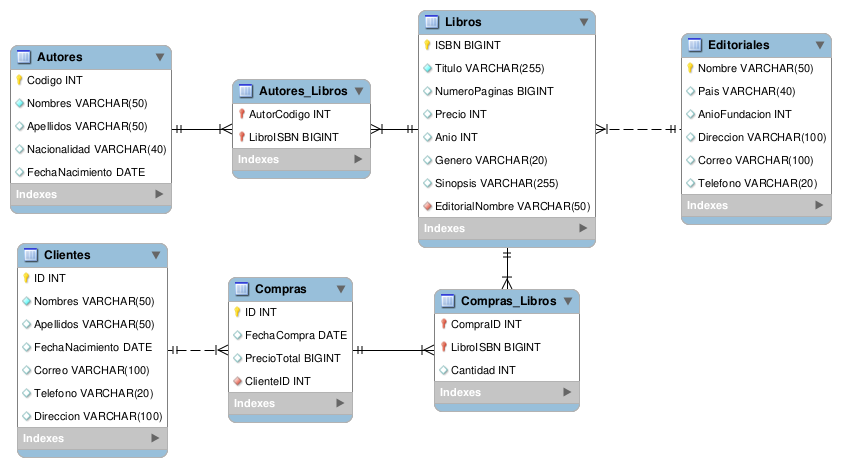 Autores
Codigo INT
Nombres VARCHAR(50)
Apellidos VARCHAR(50)
Nacionalidad VARCHAR(40)
FechaNacimiento DATE
Indexes
Autores_Libros
AutorCodigo INT
LibroISBN BIGINT
Indexes
Libros
ISBN BIGINT
Titulo VARCHAR(255)
NumeroPaginas BIGINT
Precio INT
Anio INT
Genero VARCHAR(20)
Sinopsis VARCHAR(255)
EditorialNombre VARCHAR(50)
Indexes
Editoriales
Nombre VARCHAR(50)
Pais VARCHAR(40)
AnioFundacion INT
Direccion VARCHAR(100)
Correo VARCHAR(100)
Telefono VARCHAR(20)
Indexes
Clientes
ID INT
Nombres VARCHAR(50)
Apellidos VARCHAR(50)
FechaNacimiento DATE
Correo VARCHAR(100)
Telefono VARCHAR(20)
Direccion VARCHAR(100)
Indexes
Compras
ID INT
FechaCompra DATE
PrecioTotal BIGINT
ClienteID INT
Indexes
Compras_Libros
CompraID INT
LibroISBN BIGINT
Cantidad INT
Indexes